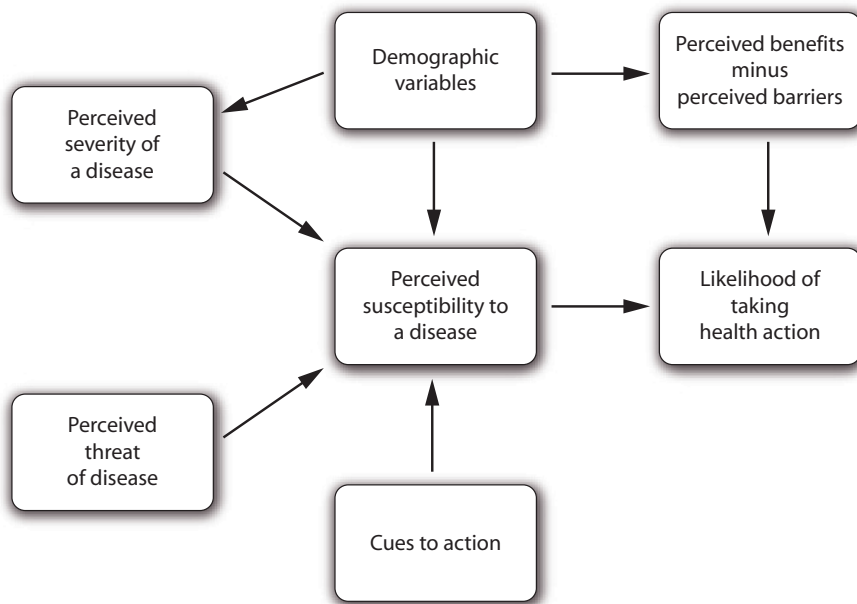 Demographic
variables
Perceived benefits
minus
perceived barriers
Perceived
severity of
a disease
Perceived
susceptibility to
a disease
Likelihood of
taking
health action
Perceived
threat
of disease
Cues to action